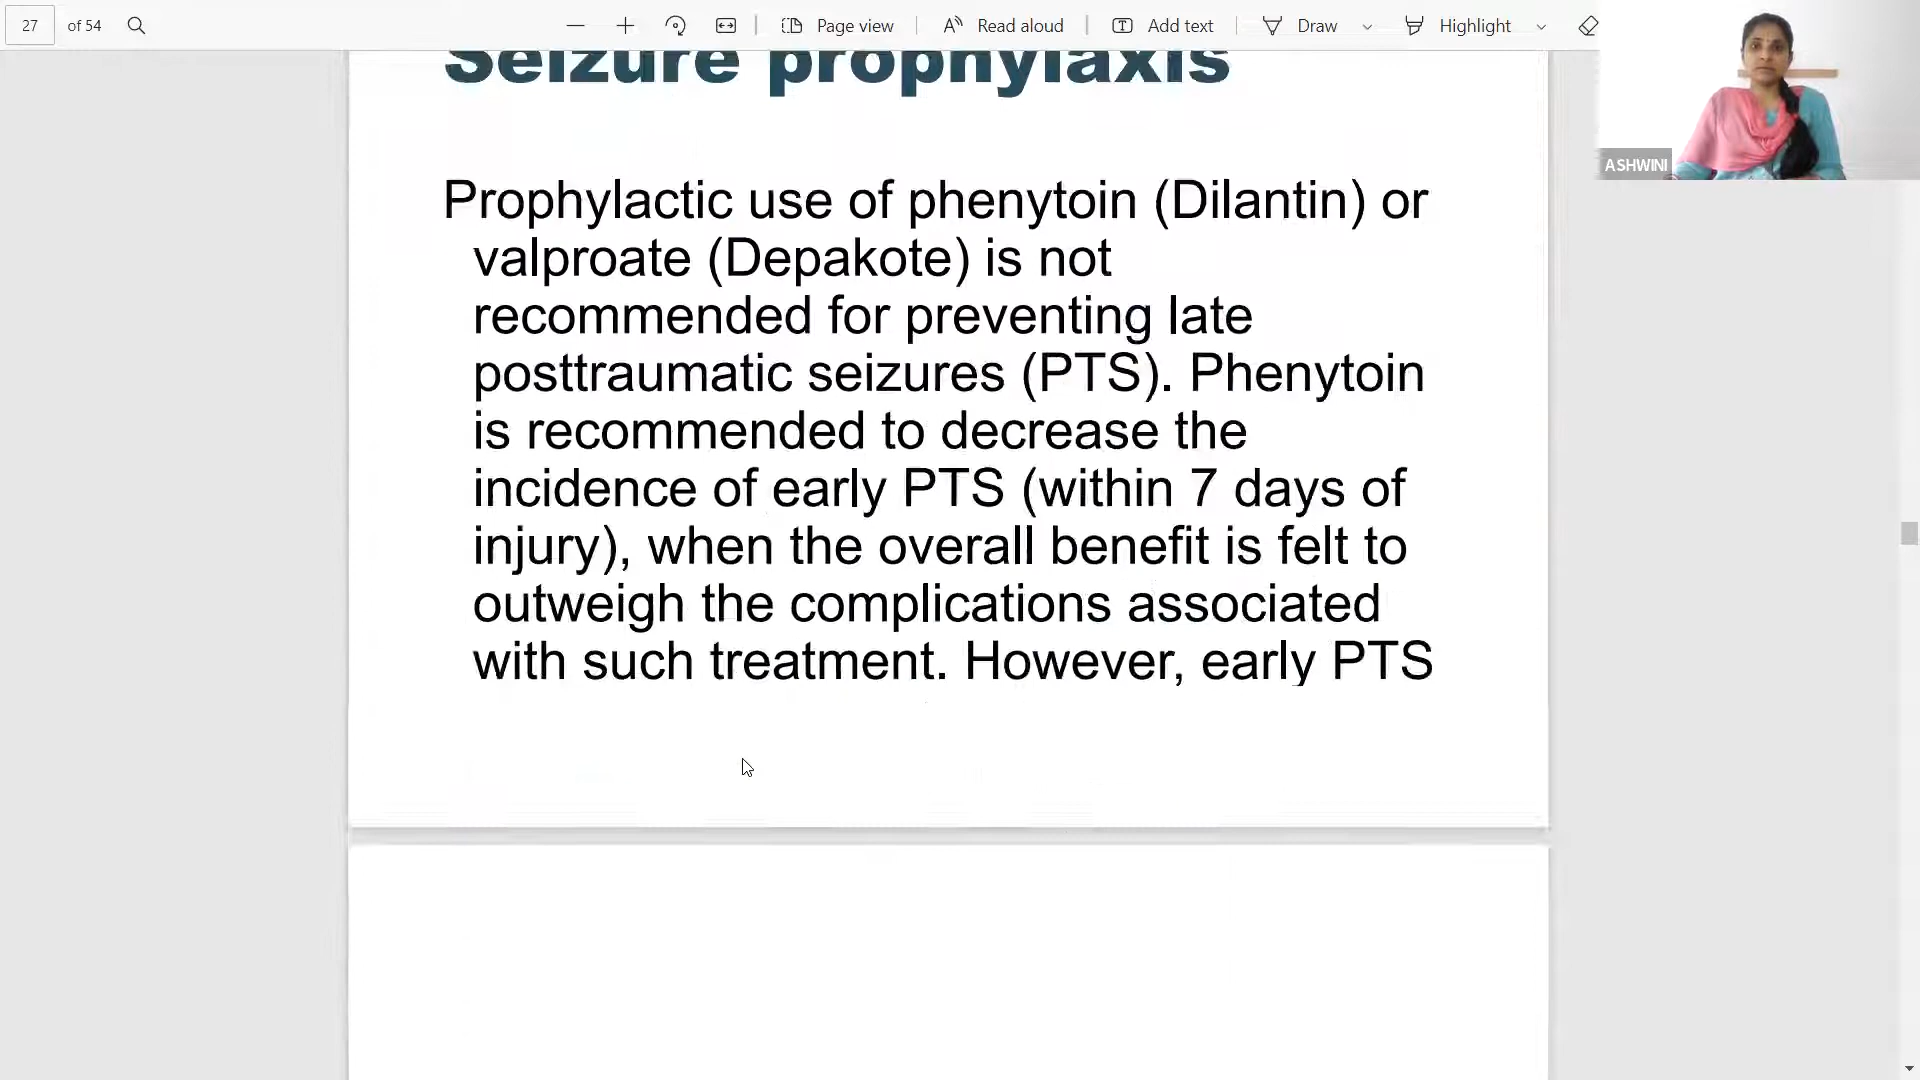 27 of 54
Page view
Read aloud
Add text
Draw
Highlight
ASHWINI
Seizure prophylaxis
Prophylactic use of phenytoin (Dilantin) or
valproate (Depakote) is not
recommended for preventing late
posttraumatic seizures (PTS). Phenytoin
is recommended to decrease the
incidence of early PTS (within 7 days of
injury), when the overall benefit is felt to
outweigh the complications associated
with such treatment. However, early PTS